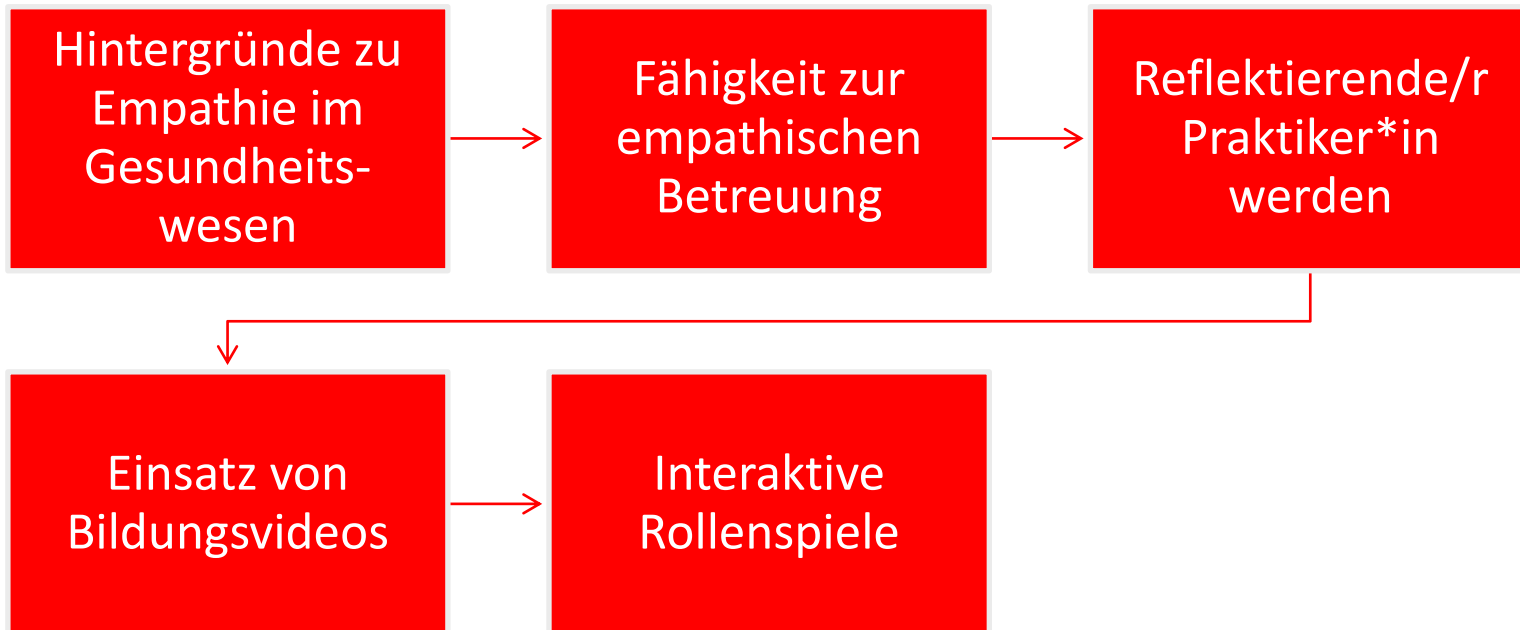 Hintergründe zu
Empathie im
Gesundheits-
wesen
Fähigkeit zur
empathischen
Betreuung
Reflektierende/r
Praktiker*in
werden
Einsatz von
Bildungsvideos
Interaktive
Rollenspiele